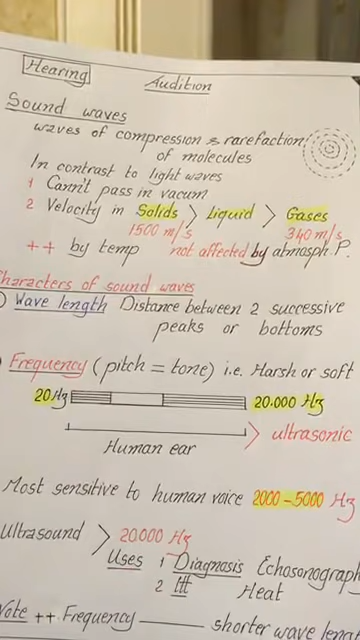 Hearing
Audition
Sound waves
waves of compression & rarefaction
of molecules
In contrast to light waves
1 Cann't pass in vacum
2 Velocity in Solids > Liquid > Gases
1500 m/s 340 m/s
++ by temp not affected by atmosph P.
Characters of sound waves
Wave length Distance between 2 successive
peaks or bottoms
Frequency (pitch = tone) i.e. Harsh or soft
20 Hz 20.000 Hz
Human ear > ultrasonic
Most sensitive to human voice 2000-5000 Hz
Ultrasound > 20000 Hz
Uses 1 Diagnosis Echosonograph
2 ttt Heat
Note ++ Frequency shorter wave leng